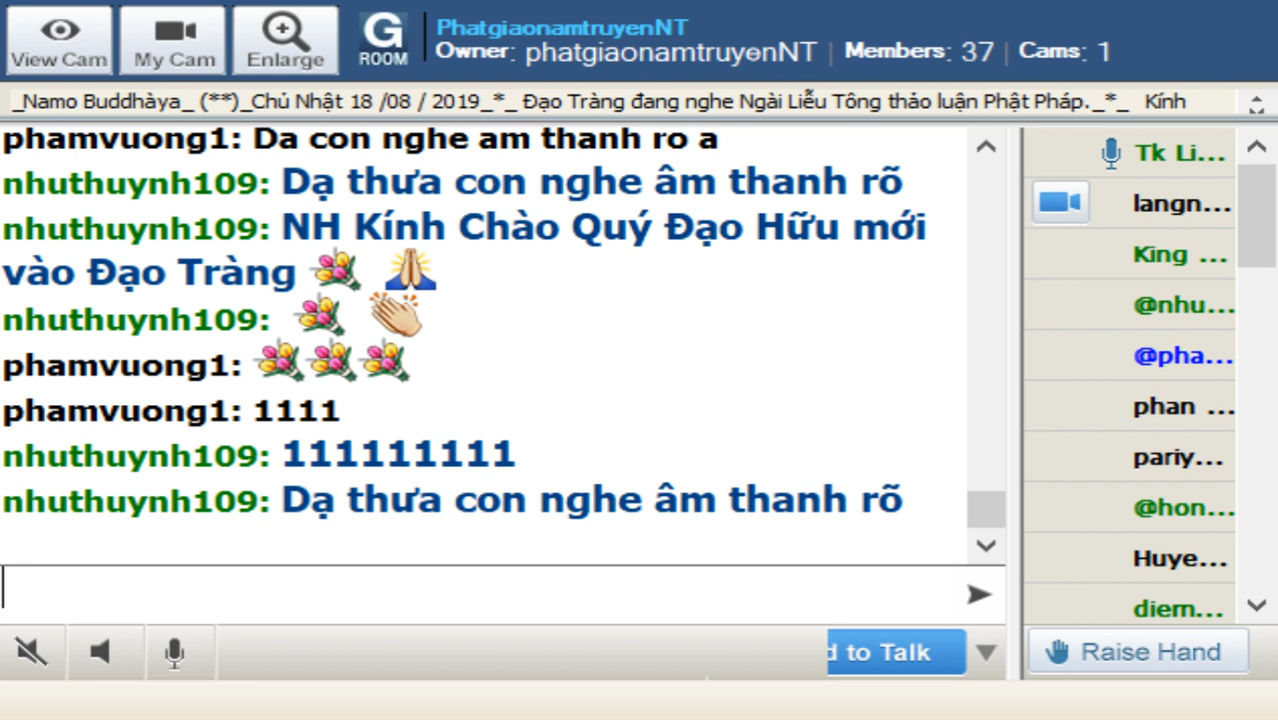 View Cam
My Cam
Enlarge
G
ROOM
PhatgiaonamtruyenNT
Owner: phatgiaonamtruyenNT | Members: 37 | Cams: 1
_Namo Buddhàya_ (**)_Chủ Nhật 18 /08 / 2019_*_ Đạo Tràng đang nghe Ngài Liễu Tông thảo luận Phật Pháp._*_ Kính
phamvuong1: Da con nghe am thanh ro a
nhuthuynh109: Dạ thưa con nghe âm thanh rõ
nhuthuynh109: NH Kính Chào Quý Đạo Hữu mới
vào Đạo Tràng
nhuthuynh109:
phamvuong1:
phamvuong1: 1111
nhuthuynh109: 111111111
nhuthuynh109: Dạ thưa con nghe âm thanh rõ
Tk Li...
langn...
King ...
@nhu...
@pha...
phan ...
pariy...
@hon...
Huye...
diem...
d to Talk
Raise Hand